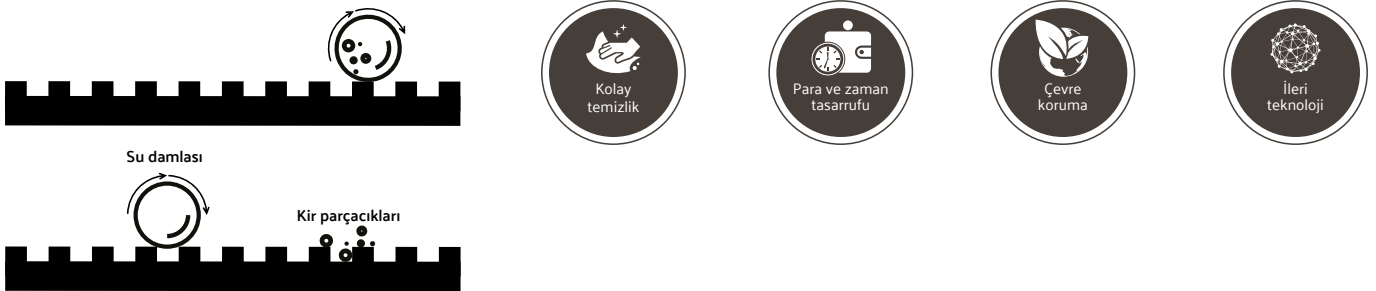 Kolay
temizlik
Para ve zaman
tasarrufu
Çevre
koruma
İleri
teknoloji
Su damlası
Kir parçacıkları